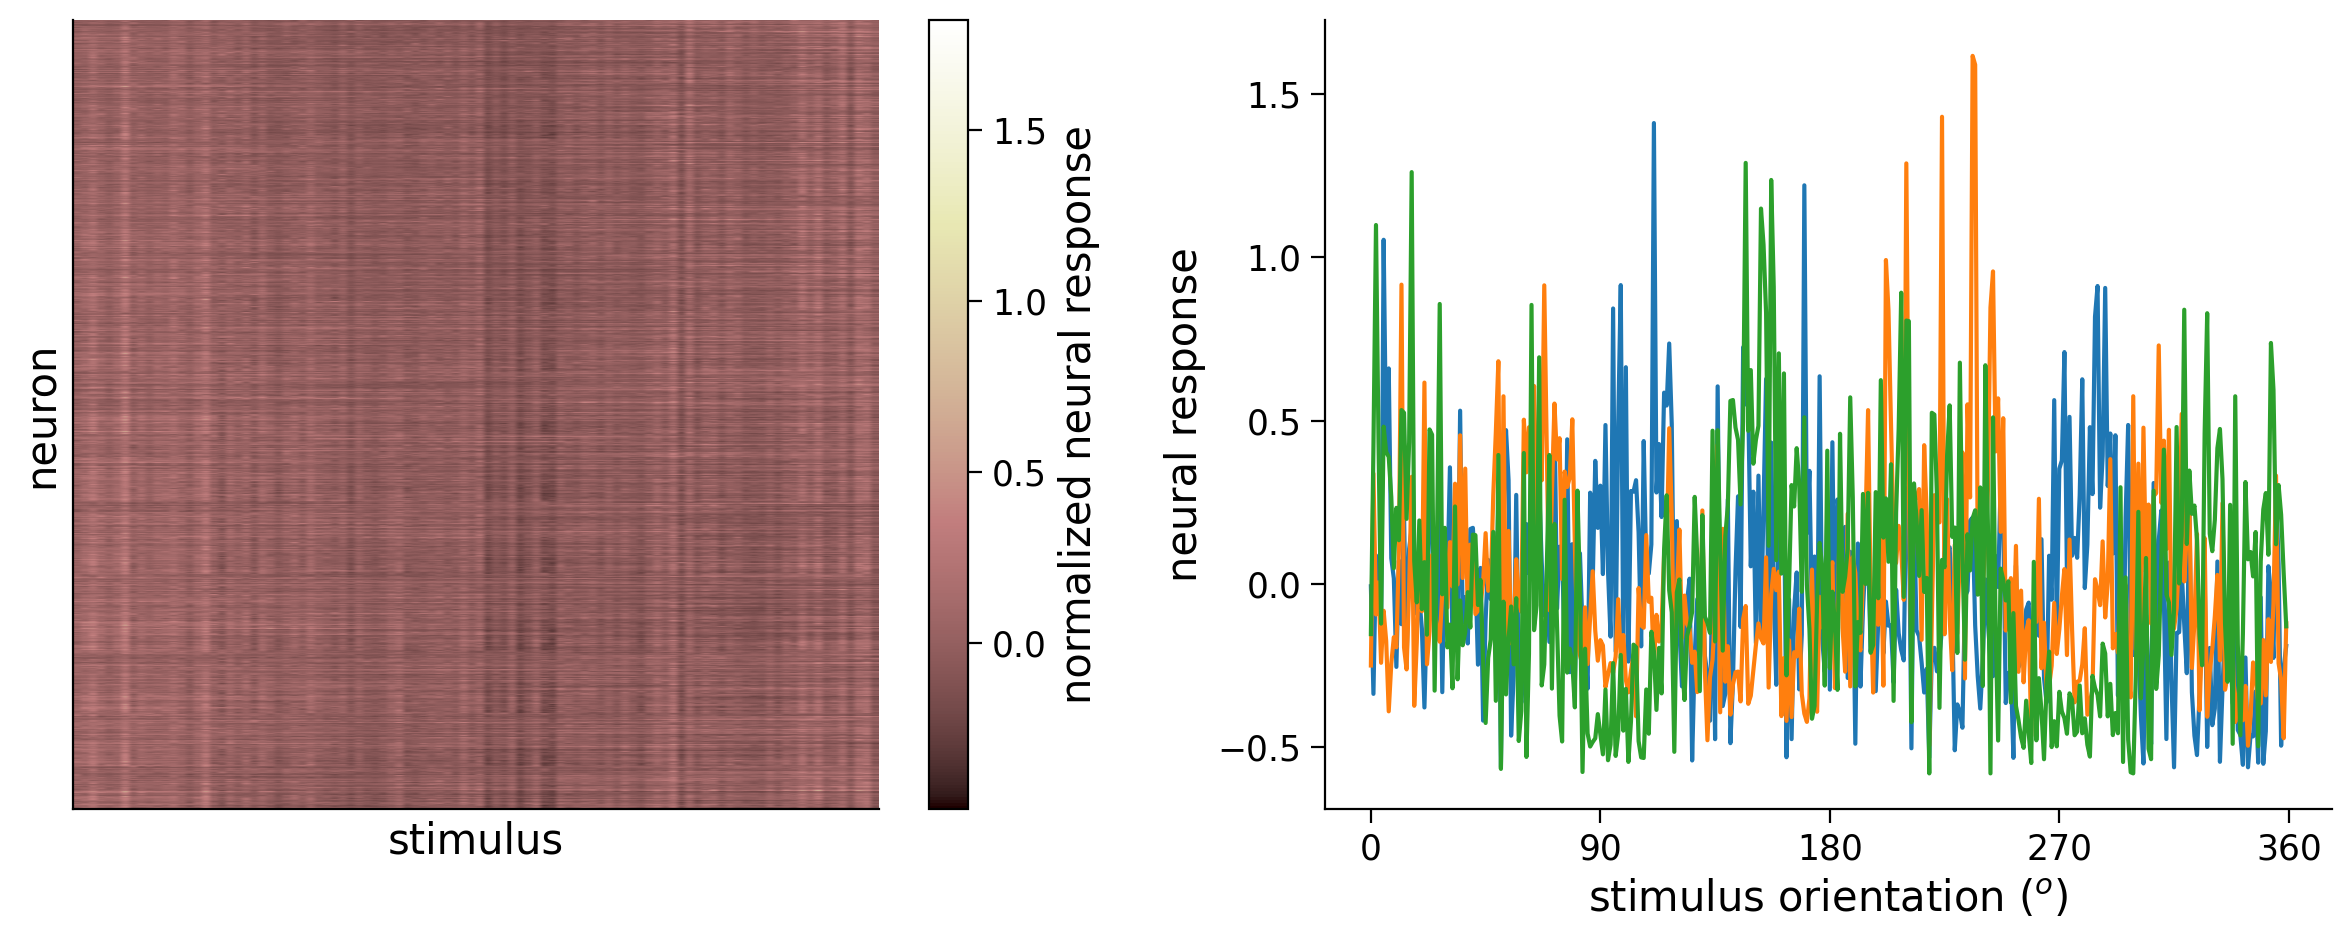 neuron
stimulus
1.5
1.0
0.5
0.0
normalized neural response
neural response
1.5
1.0
0.5
0.0
−0.5
0 90 180 270 360
stimulus orientation (o)